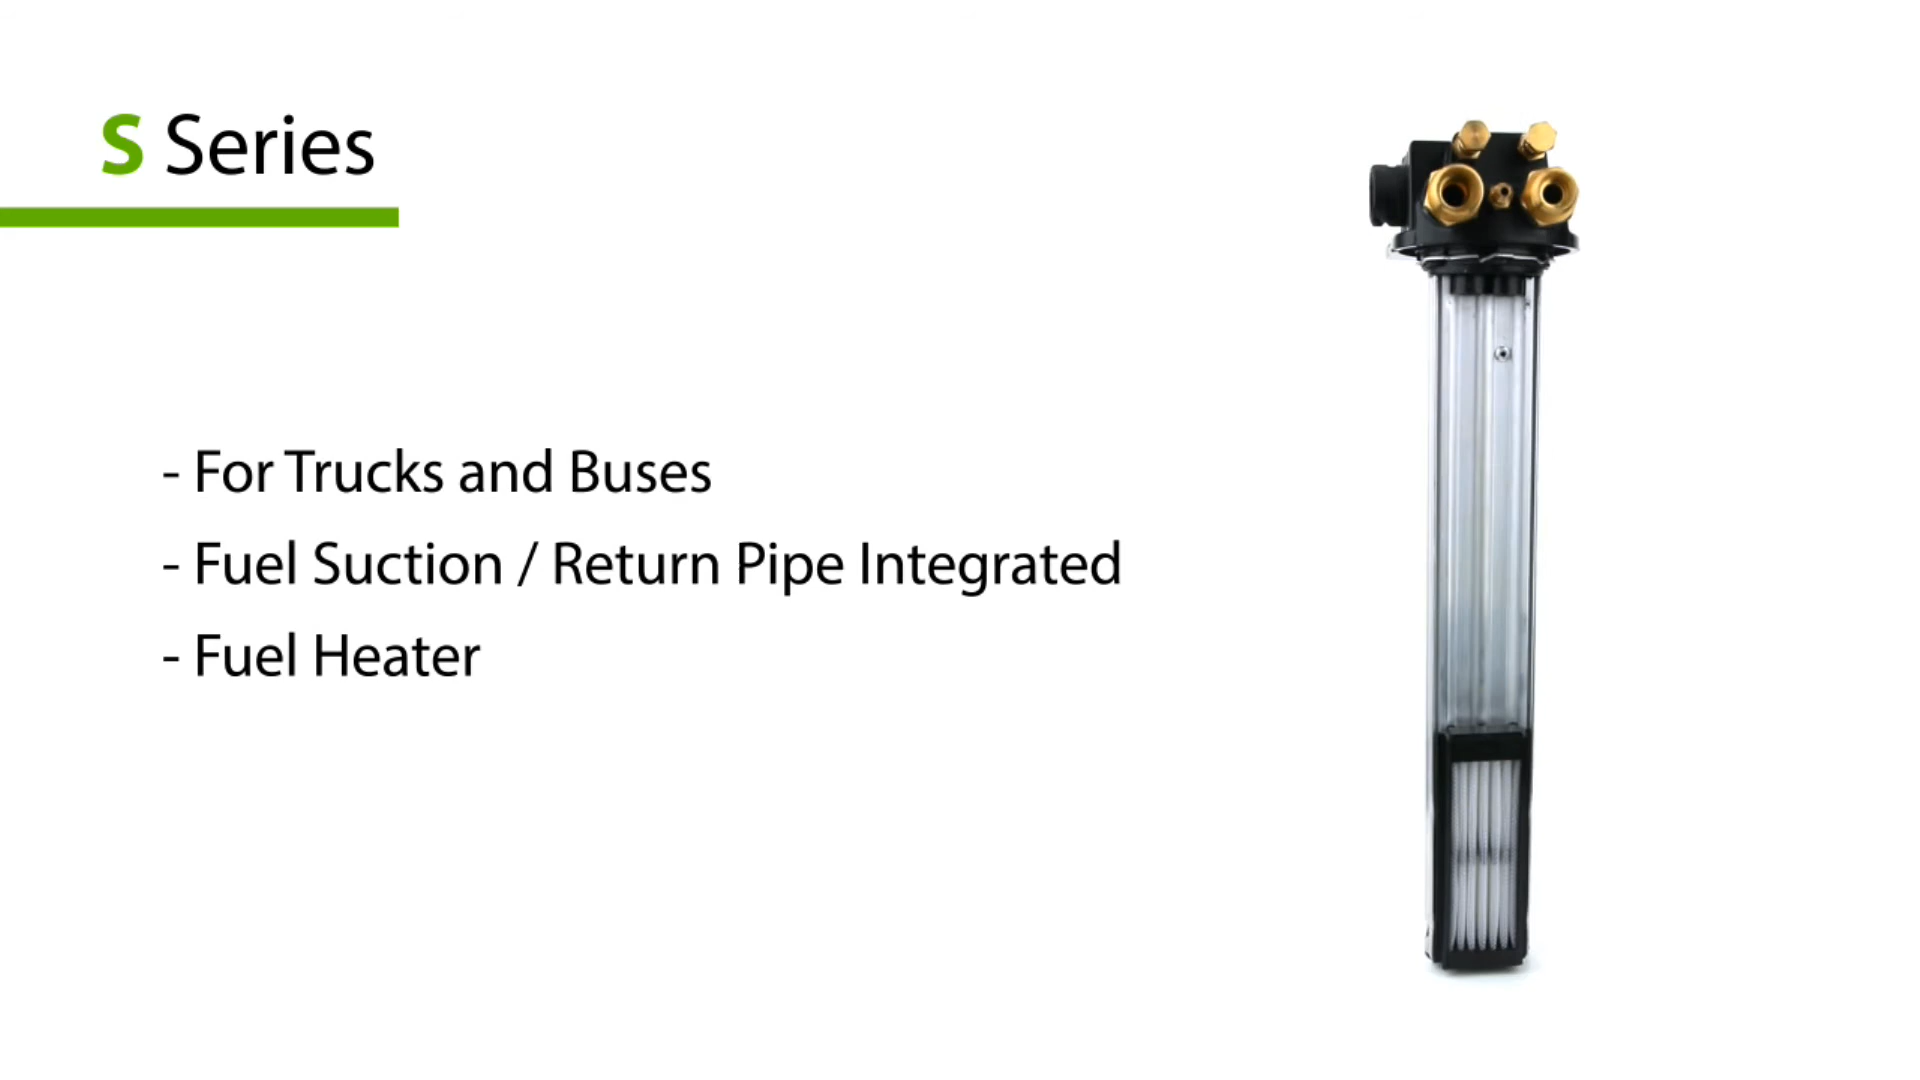 S Series
- For Trucks and Buses
- Fuel Suction / Return Pipe Integrated
- Fuel Heater